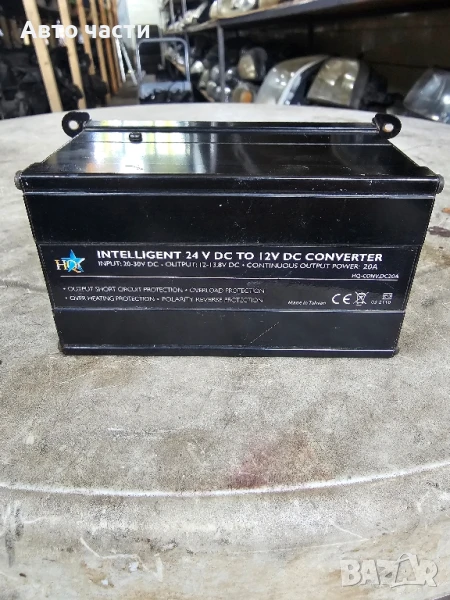 Авто части
HQ
INTELLIGENT 24 V DC TO 12V DC CONVERTER
INPUT: 20-30V DC - OUTPUT: 12-13.8V DC - CONTINUOUS OUTPUT POWER: 20A
HQ-CONV.DC20A
• OUTPUT SHORT CIRCUIT PROTECTION • OVERLOAD PROTECTION
• OVER HEATING PROTECTION • POLARITY REVERSE PROTECTION
Made in Taiwan
CE
BAZAR